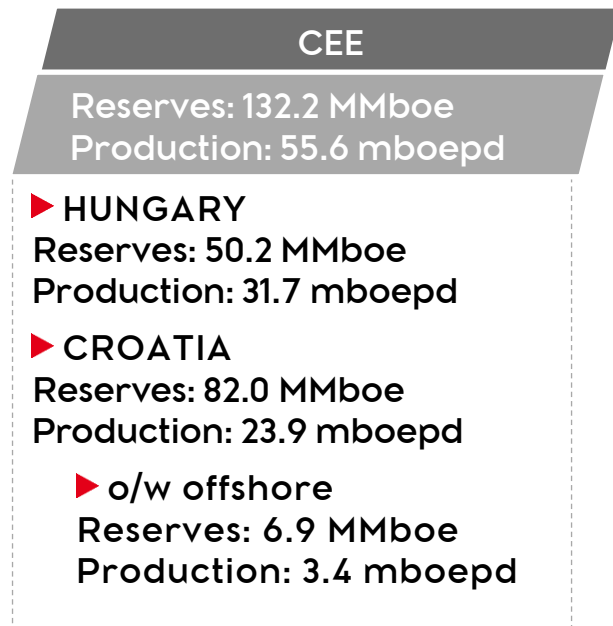 CEE
Reserves: 132.2 MMboe
Production: 55.6 mboepd
HUNGARY
Reserves: 50.2 MMboe
Production: 31.7 mboepd
CROATIA
Reserves: 82.0 MMboe
Production: 23.9 mboepd
o/w offshore
Reserves: 6.9 MMboe
Production: 3.4 mboepd